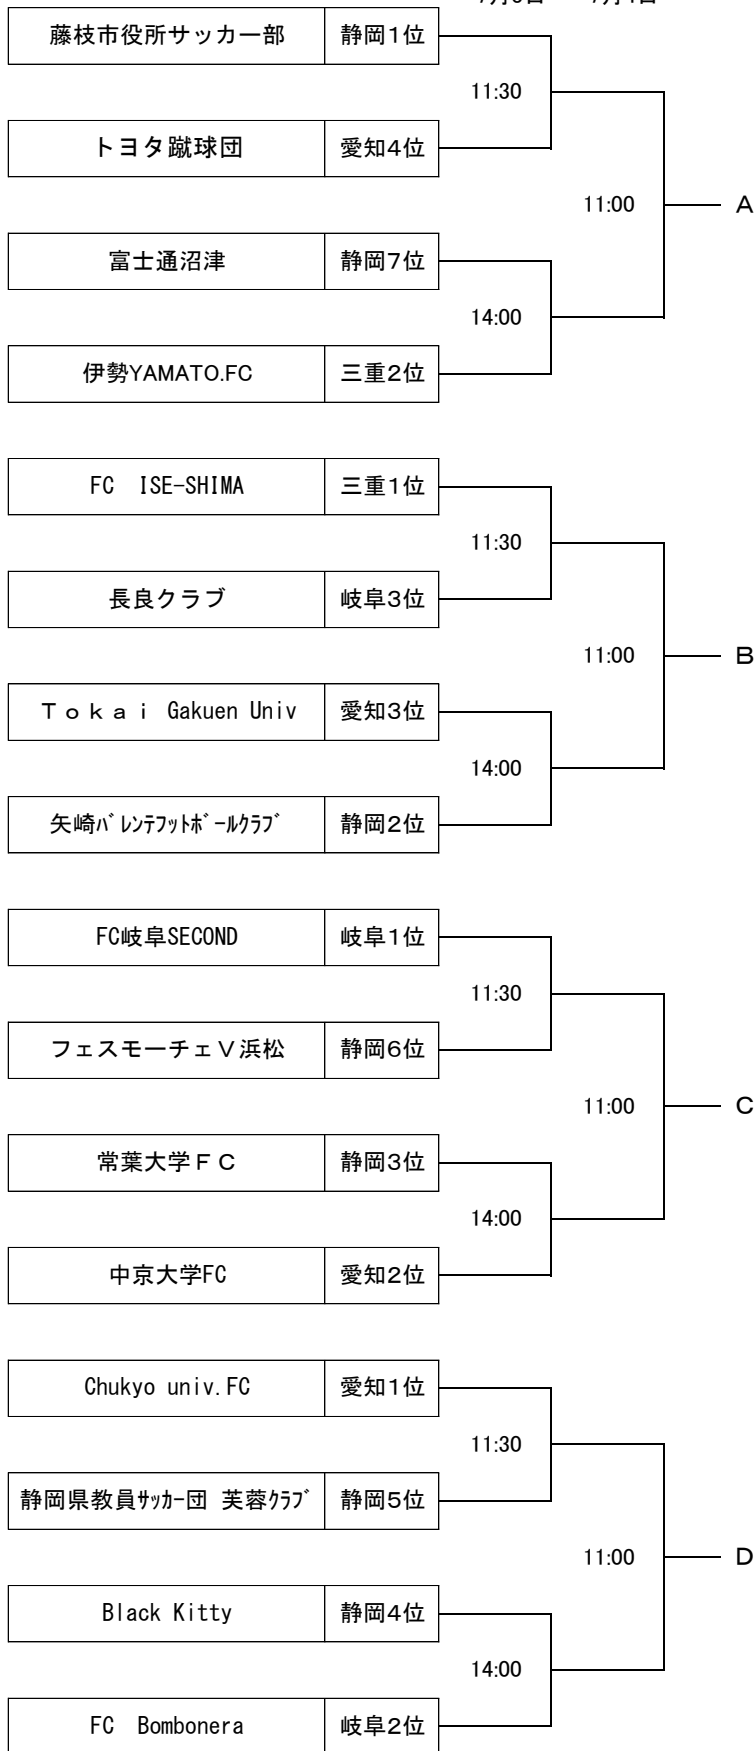 藤枝市役所サッカー部 静岡1位
11:30
トヨタ蹴球団 愛知4位
11:00 A
富士通沼津 静岡7位
14:00
伊勢YAMATO.FC 三重2位
FC ISE-SHIMA 三重1位
11:30
長良クラブ 岐阜3位
11:00 B
Ｔｏｋａｉ Gakuen Univ 愛知3位
14:00
矢崎ﾊﾞﾚﾝﾃﾌｯﾄﾎﾞｰﾙｸﾗﾌﾞ 静岡2位
FC岐阜SECOND 岐阜1位
11:30
フェスモーチェＶ浜松 静岡6位
11:00 C
常葉大学ＦＣ 静岡3位
14:00
中京大学FC 愛知2位
Chukyo univ.FC 愛知1位
11:30
静岡県教員ｻｯｶｰ団 芙蓉ｸﾗﾌﾞ 静岡5位
11:00 D
Black Kitty 静岡4位
14:00
FC Bombonera 岐阜2位